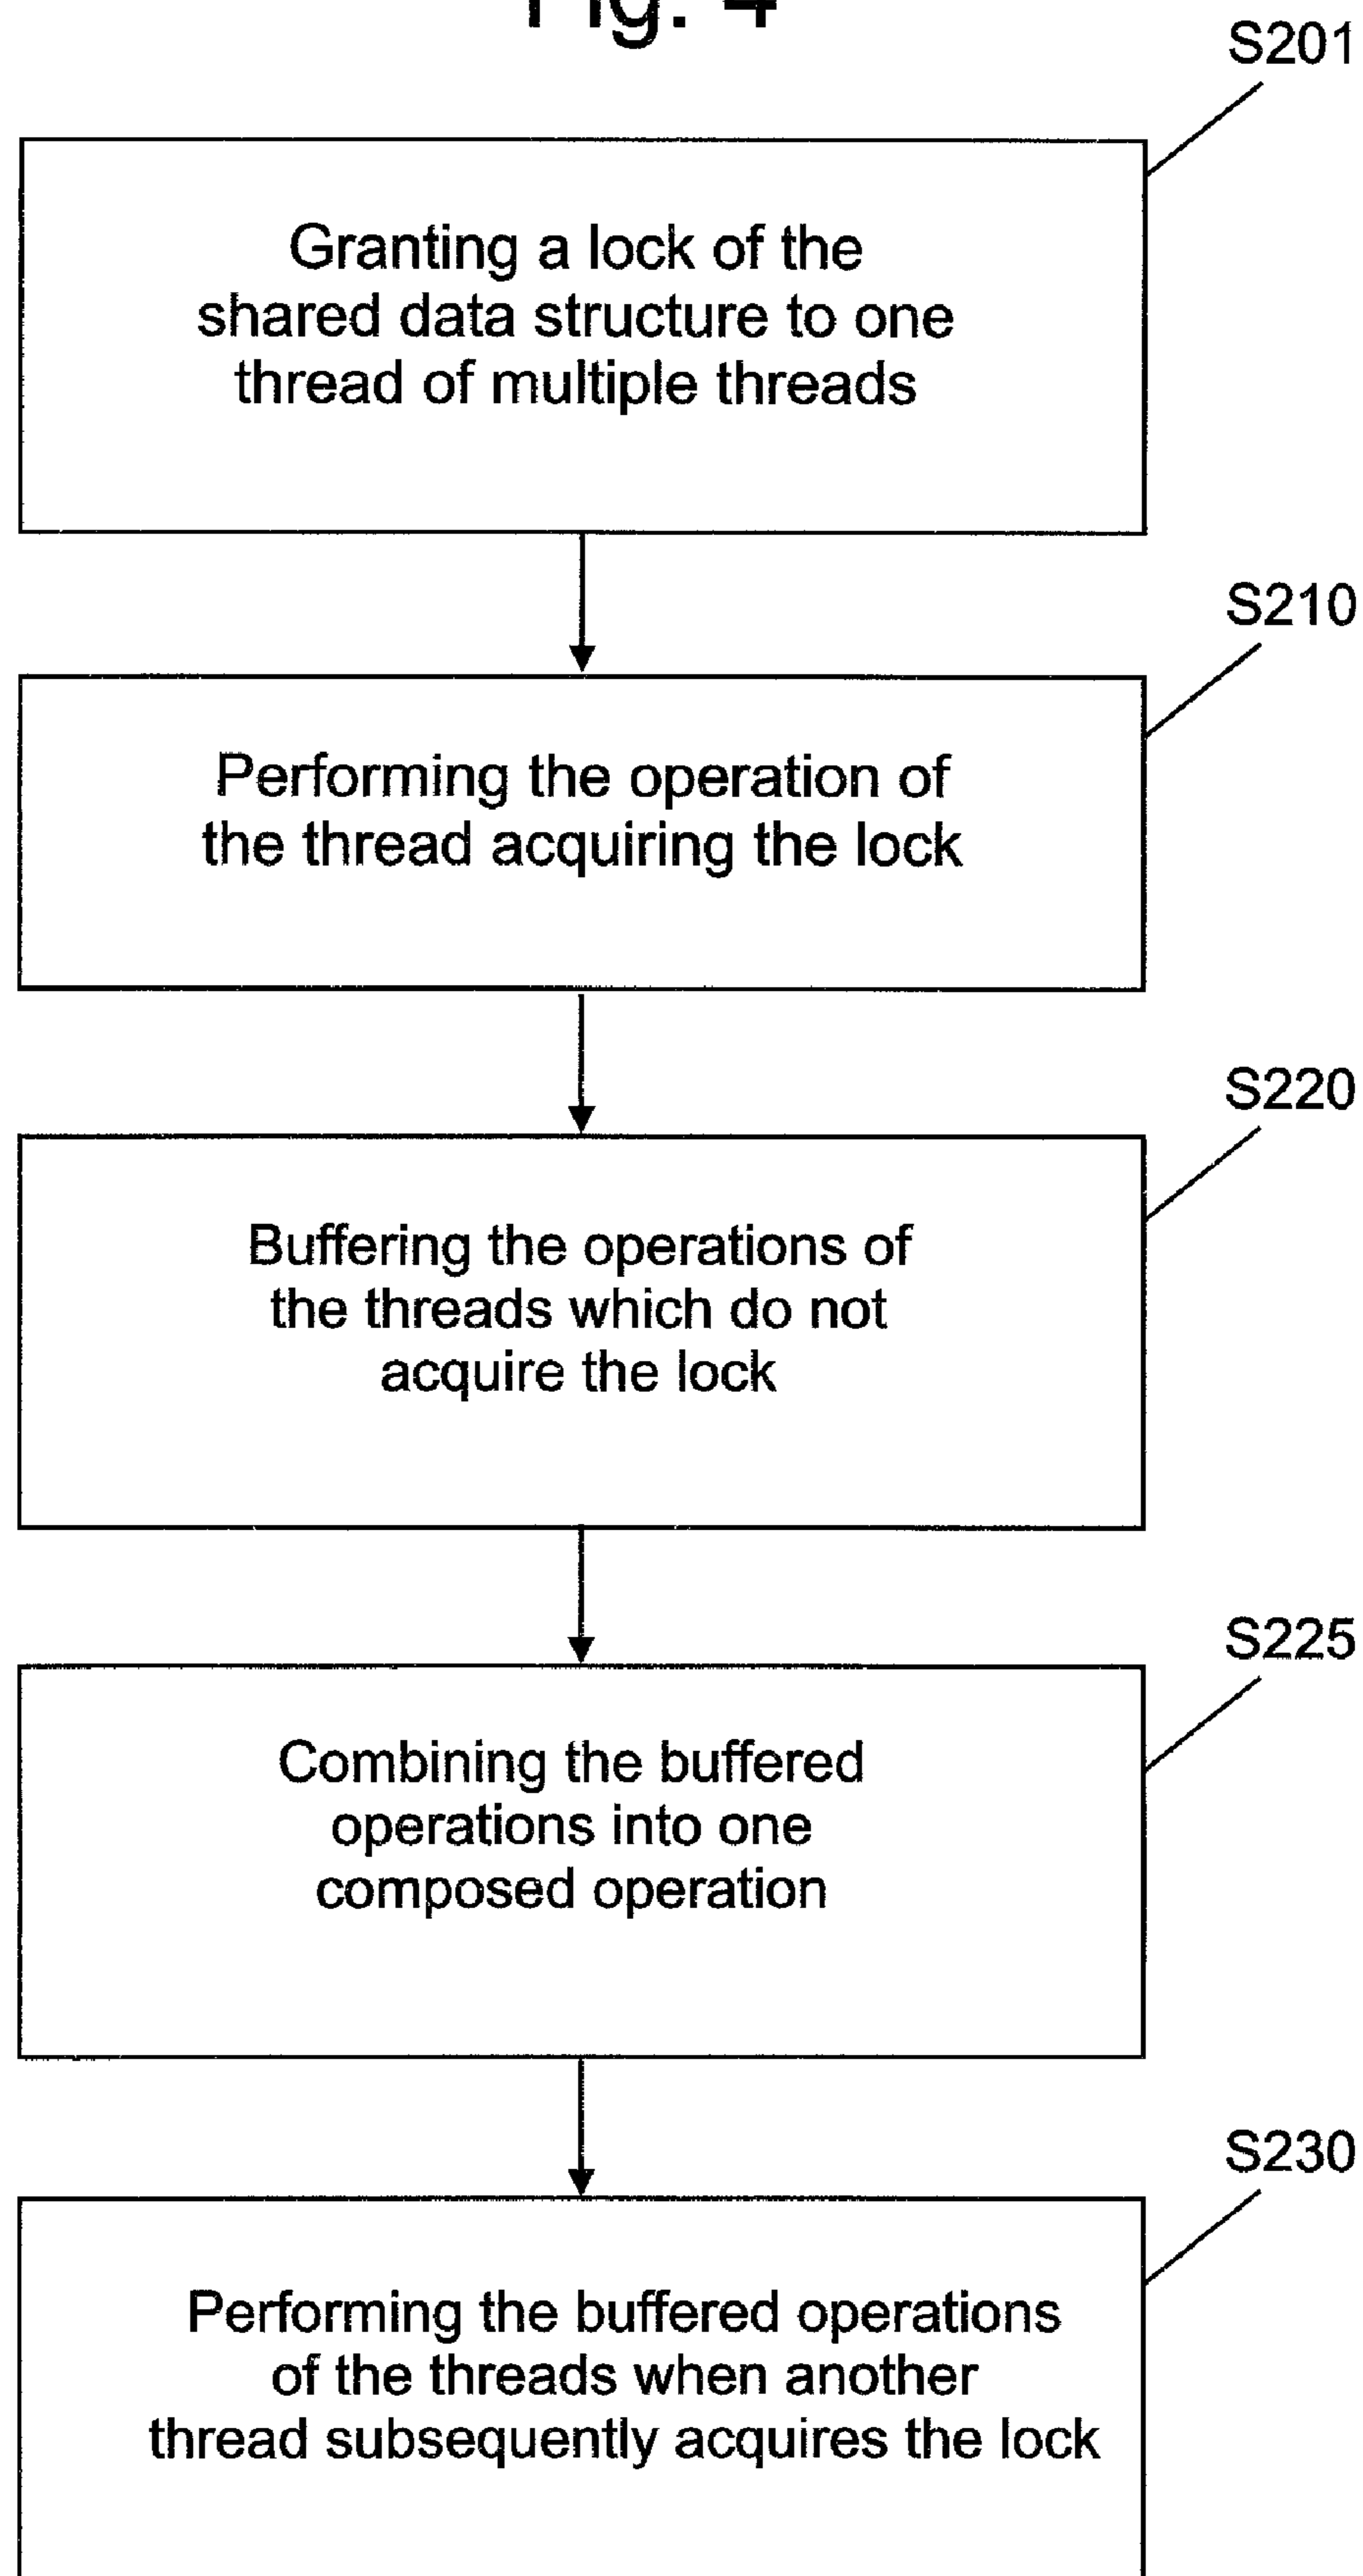 Fig. 4
S201
Granting a lock of the
shared data structure to one
thread of multiple threads
S210
Performing the operation of
the thread acquiring the lock
S220
Buffering the operations of
the threads which do not
acquire the lock
S225
Combining the buffered
operations into one
composed operation
S230
Performing the buffered operations
of the threads when another
thread subsequently acquires the lock